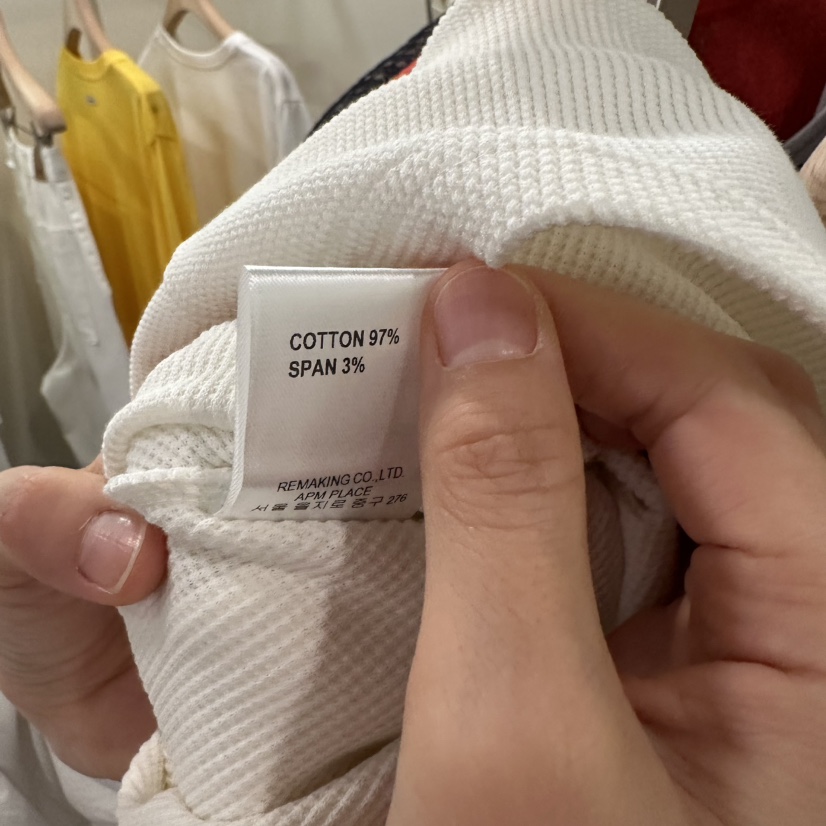 COTTON 97%
SPAN 3%
REMAKING CO.,LTD.
APM PLACE
서울 을지로 중구 276